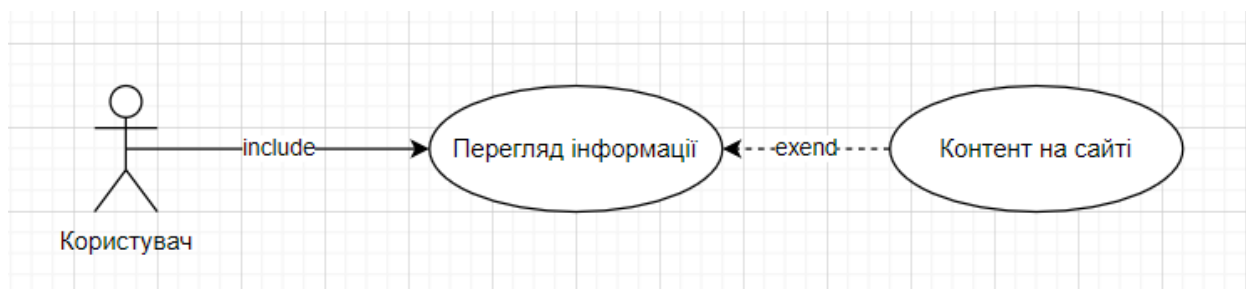 include
Перегляд інформації
exend
Контент на сайті
Користувач